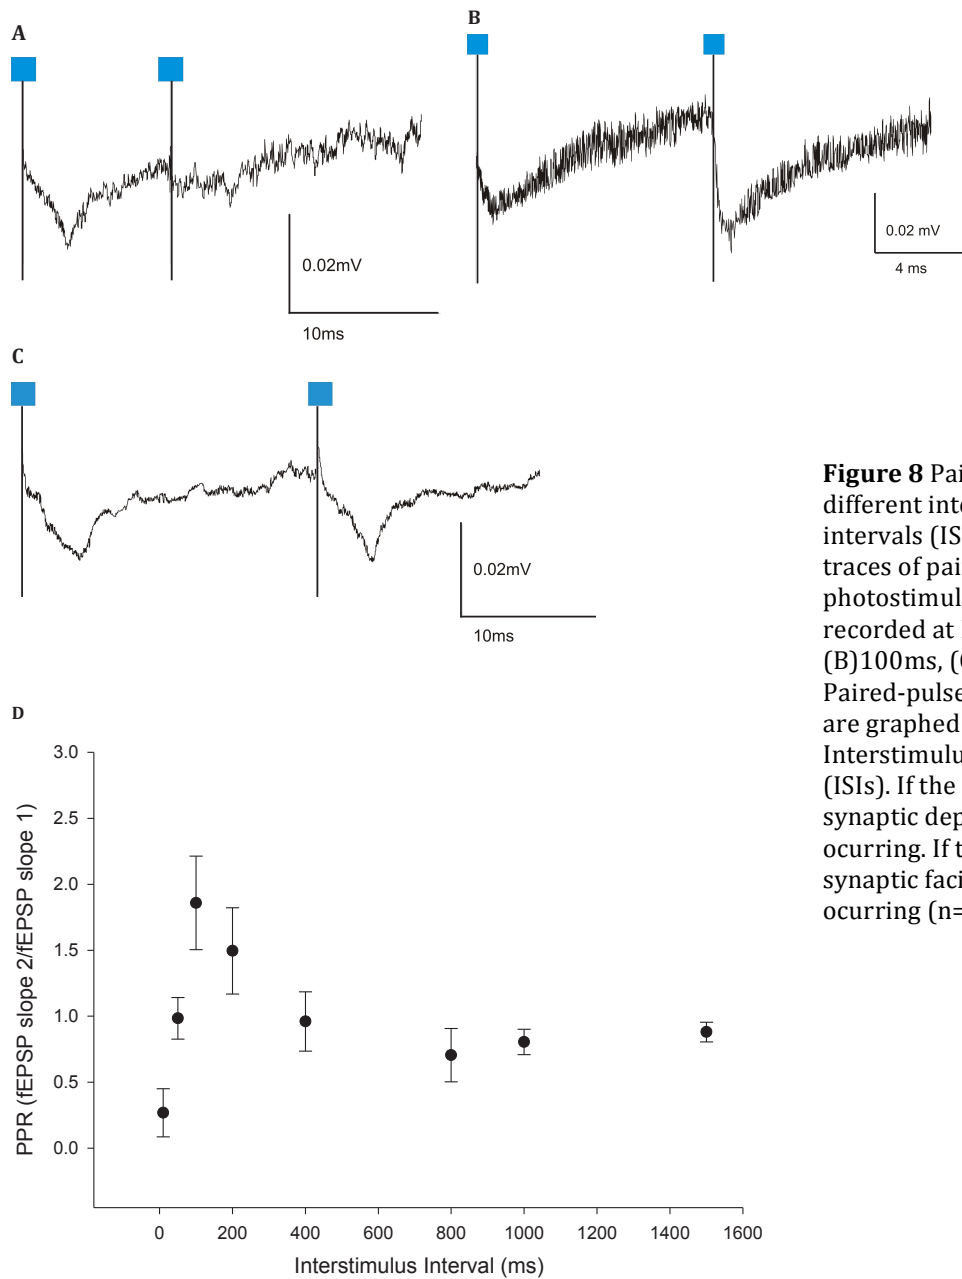 A
B
0.02mV
10ms
0.02 mV
4 ms
C
0.02mV
10ms
Figure 8
different
intervals (IS
traces of
photostimul
recorded at
(B)100ms,
Paired-pulse
are graphed
Interstimulu
(ISIs). If the
synaptic dep
ocurring. If t
synaptic faci
ocurring (n=
D
PPR (fEPSP slope 2/fEPSP slope 1)
3.0
2.5
2.0
1.5
1.0
0.5
0.0
0 200 400 600 800 1000 1200 1400 1600
Interstimulus Interval (ms)